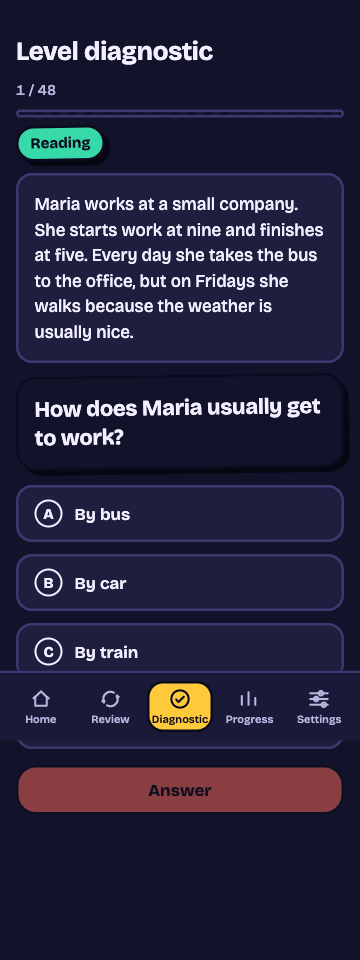 Level diagnostic
1 / 48
Reading
Maria works at a small company.
She starts work at nine and finishes
at five. Every day she takes the bus
to the office, but on Fridays she
walks because the weather is
usually nice.
How does Maria usually get
to work?
A By bus
B By car
C By train
Home Review Diagnostic Progress Settings
Answer